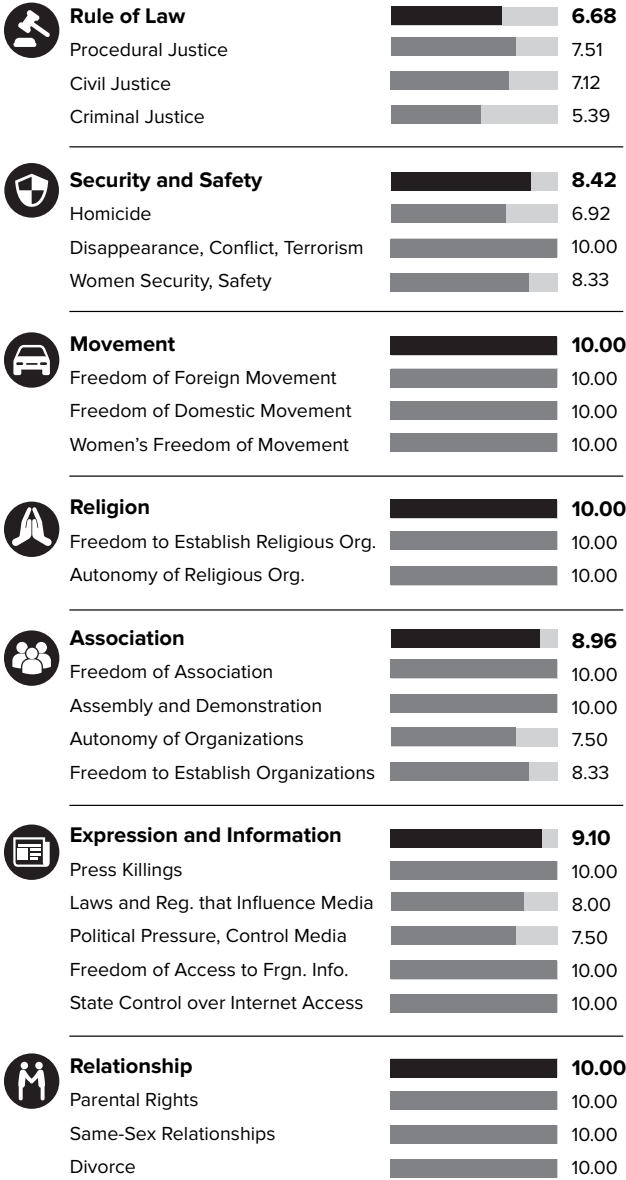 Rule of Law 6.68
Procedural Justice 7.51
Civil Justice 7.12
Criminal Justice 5.39
Security and Safety 8.42
Homicide 6.92
Disappearance, Conflict, Terrorism 10.00
Women Security, Safety 8.33
Movement 10.00
Freedom of Foreign Movement 10.00
Freedom of Domestic Movement 10.00
Women’s Freedom of Movement 10.00
Religion 10.00
Freedom to Establish Religious Org. 10.00
Autonomy of Religious Org. 10.00
Association 8.96
Freedom of Association 10.00
Assembly and Demonstration 10.00
Autonomy of Organizations 7.50
Freedom to Establish Organizations 8.33
Expression and Information 9.10
Press Killings 10.00
Laws and Reg. that Influence Media 8.00
Political Pressure, Control Media 7.50
Freedom of Access to Frgn. Info. 10.00
State Control over Internet Access 10.00
Relationship 10.00
Parental Rights 10.00
Same-Sex Relationships 10.00
Divorce 10.00